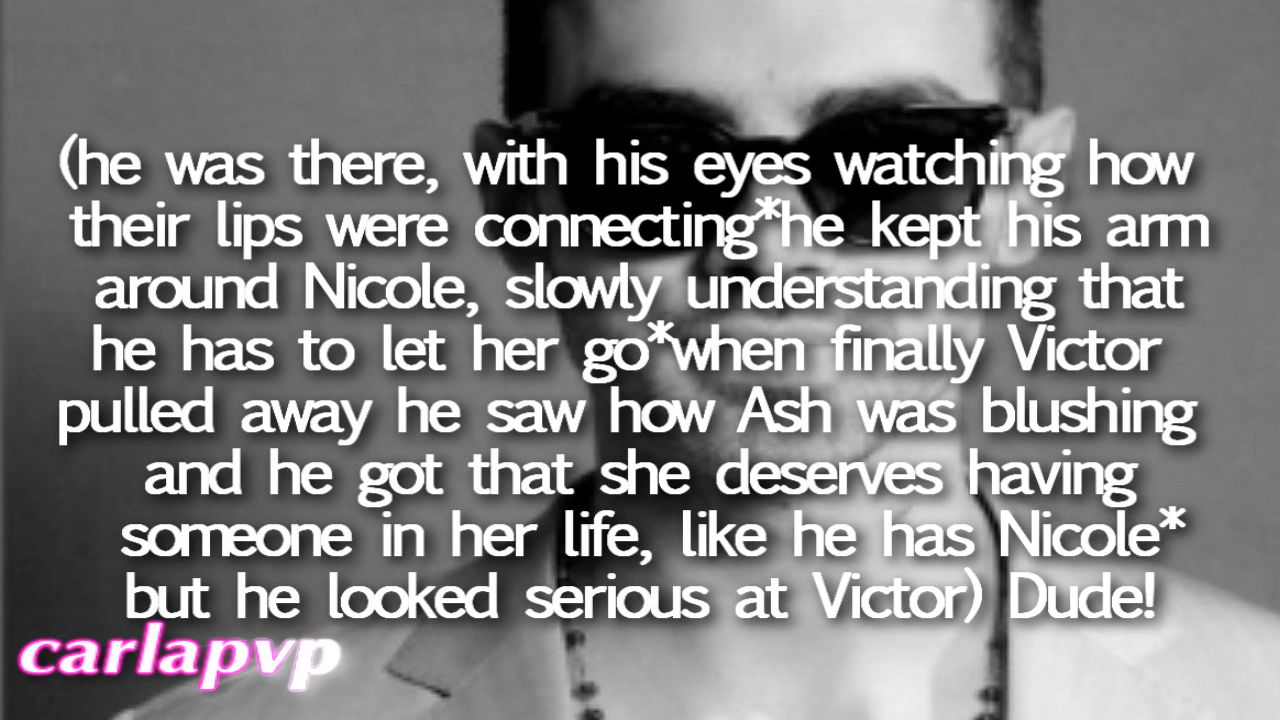 (he was there, with his eyes watching how
their lips were connecting*he kept his arm
around Nicole, slowly understanding that
he has to let her go*when finally Victor
pulled away he saw how Ash was blushing
and he got that she deserves having
someone in her life, like he has Nicole*
but he looked serious at Victor) Dude!
carlapvp